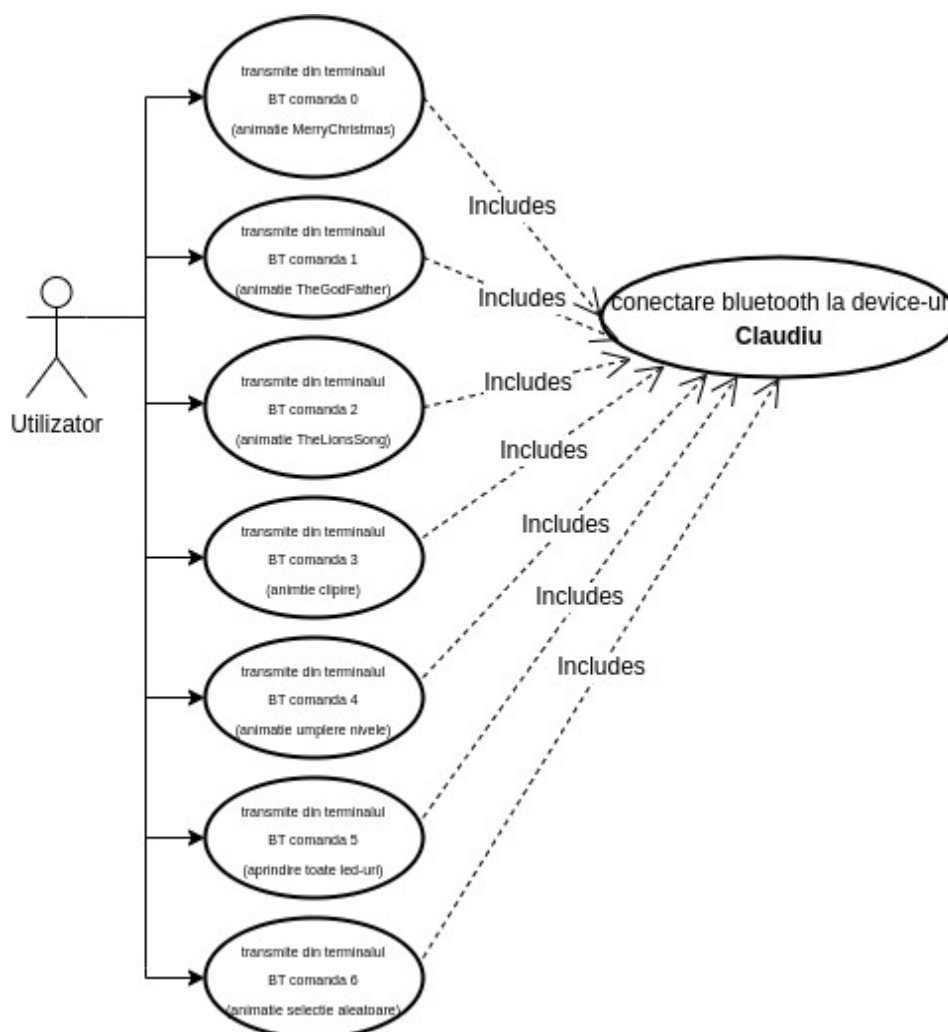 transmite din terminalul
BT comanda 0
(animatie MerryChristmas)
Includes
transmite din terminalul
BT comanda 1
(animatie TheGodFather)
Includes
conectare bluetooth la device-ul
Claudiu
Utilizator
transmite din terminalul
BT comanda 2
(animatie TheLionsSong)
Includes
transmite din terminalul
BT comanda 3
(animtie clipire)
Includes
transmite din terminalul
BT comanda 4
(animatie umplere nivele)
Includes
transmite din terminalul
BT comanda 5
(aprindire toate led-uri)
Includes
transmite din terminalul
BT comanda 6
(animatie selectie aleatoare)
Includes